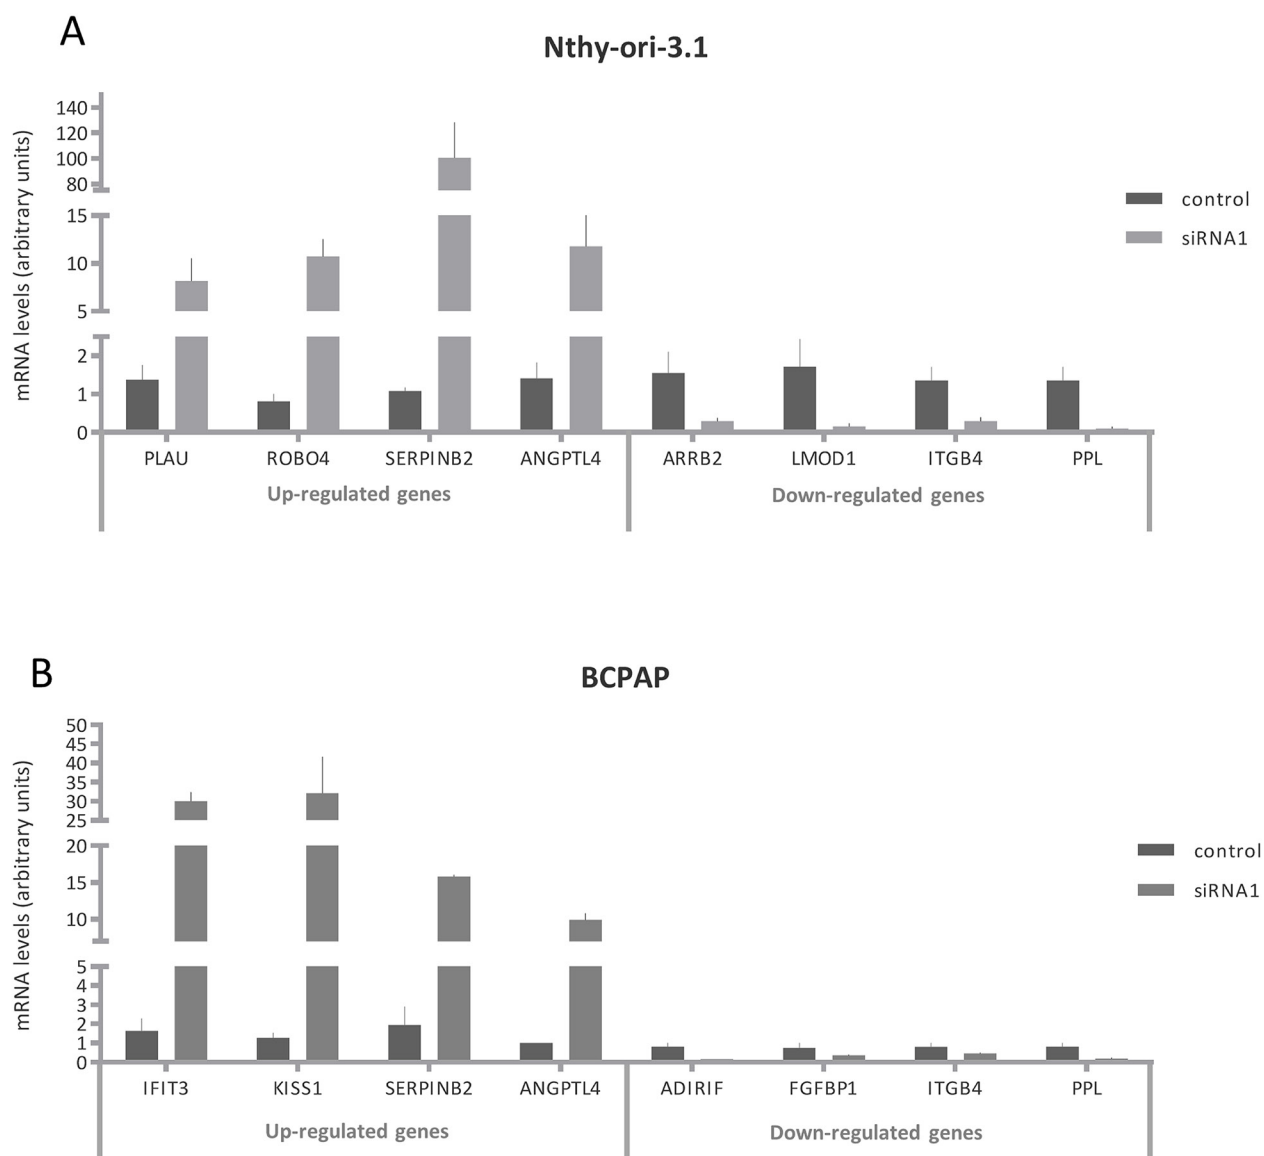 A
Nthy-ori-3.1
mRNA levels (arbitrary units)
140
120
100
80
15
10
5
2
1
0
control
siRNA1
PLAU ROBO4 SERPINB2 ANGPTL4 ARRB2 LMOD1 ITGB4 PPL
Up-regulated genes Down-regulated genes
B
BCPAP
mRNA levels (arbitrary units)
50
45
40
35
30
25
20
15
10
5
4
3
2
1
0
control
siRNA1
IFIT3 KISS1 SERPINB2 ANGPTL4 ADIRIF FGFBP1 ITGB4 PPL
Up-regulated genes Down-regulated genes